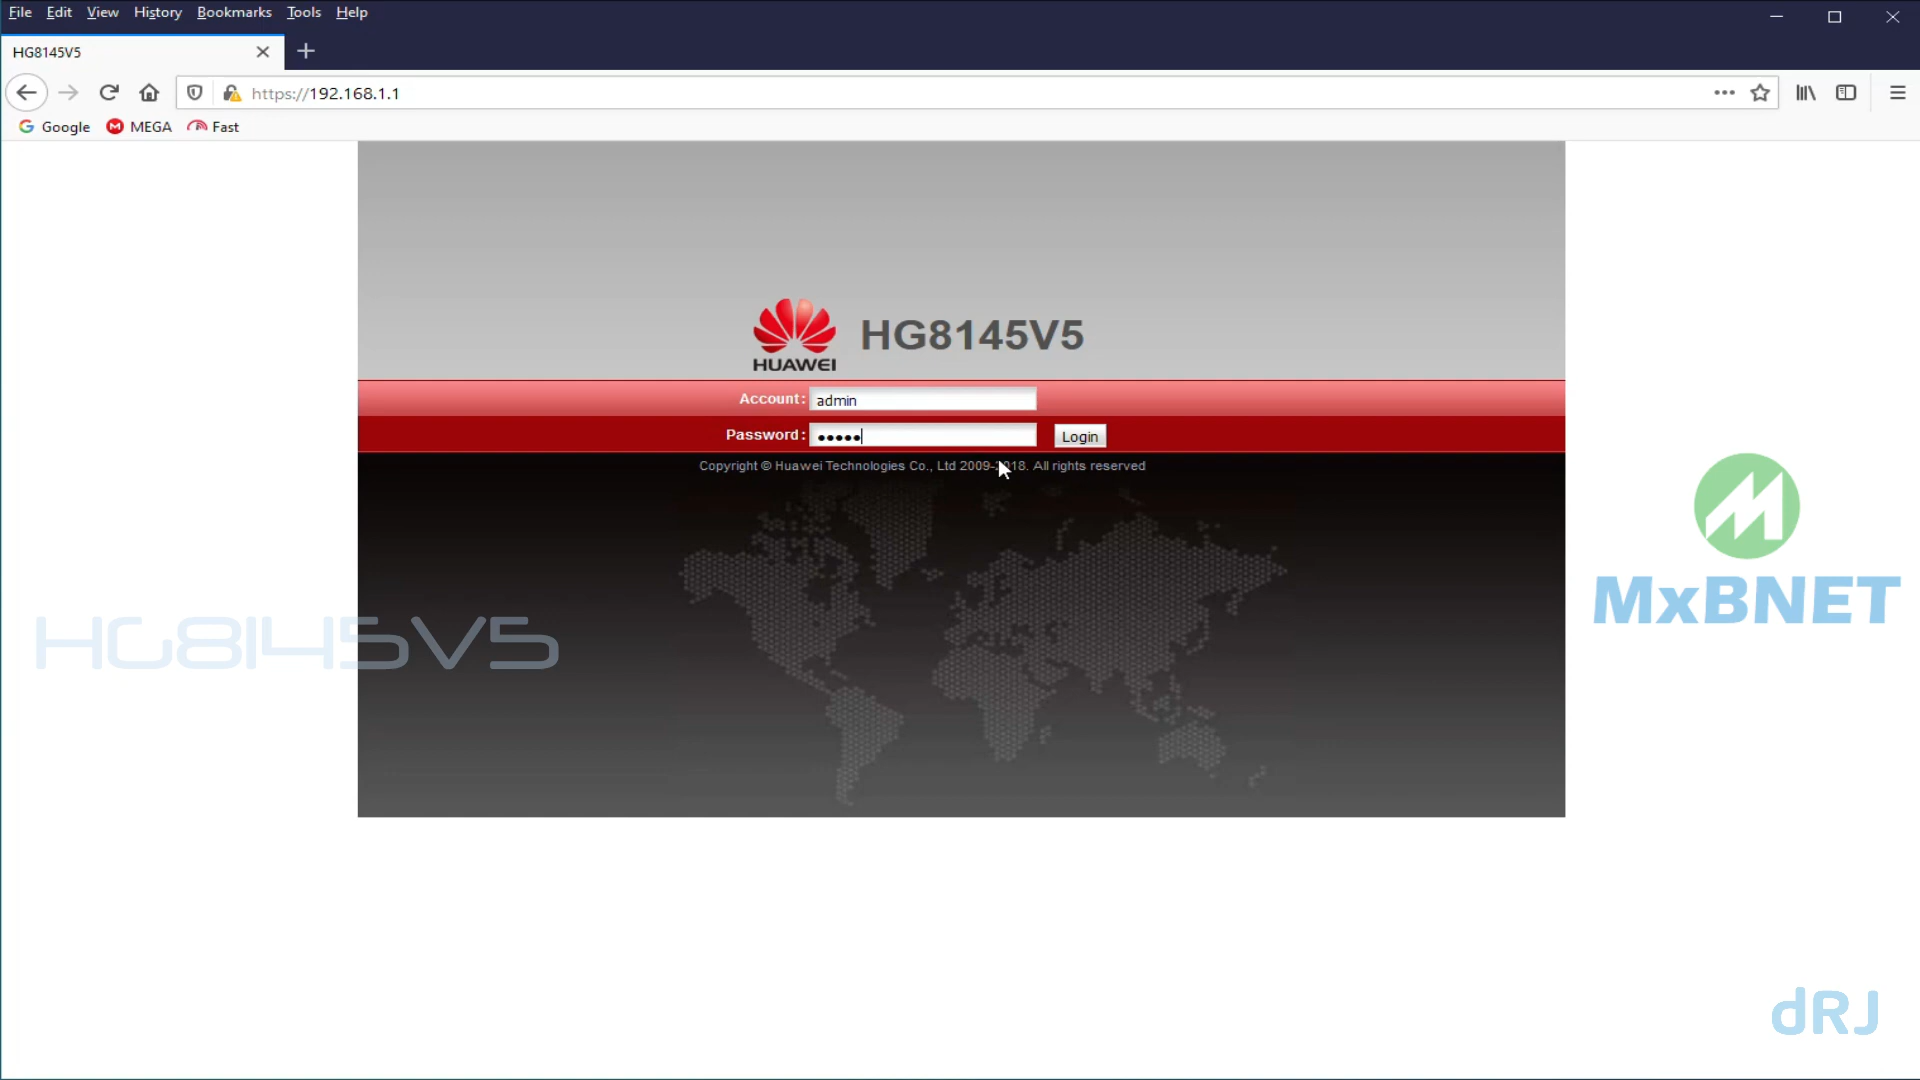 File Edit View History Bookmarks Tools Help
HG8145V5
https://192.168.1.1
Google MEGA Fast
HUAWEI
HG8145V5
Account: admin
Password: ●●●●● Login
Copyright © Huawei Technologies Co., Ltd 2009-2018. All rights reserved
MxBNET
HG8145V5
dRJ